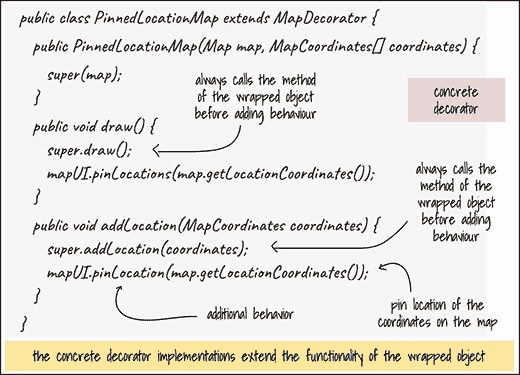 public class PinnedLocationMap extends MapDecorator {
public PinnedLocationMap(Map map, MapCoordinates[] coordinates) {
super(map);
}
always calls the method
of the wrapped object
before adding behaviour
concrete
decorator
public void draw() {
super.draw();
mapUI.pinLocations(map.getLocationCoordinates());
}
always calls the
method of the
wrapped object
before adding
behaviour
public void addLocation(MapCoordinates coordinates) {
super.addLocation(coordinates);
mapUI.pinLocation(map.getLocationCoordinates());
}
additional behavior
pin location of the
coordinates on the map
}
the concrete decorator implementations extend the functionality of the wrapped object